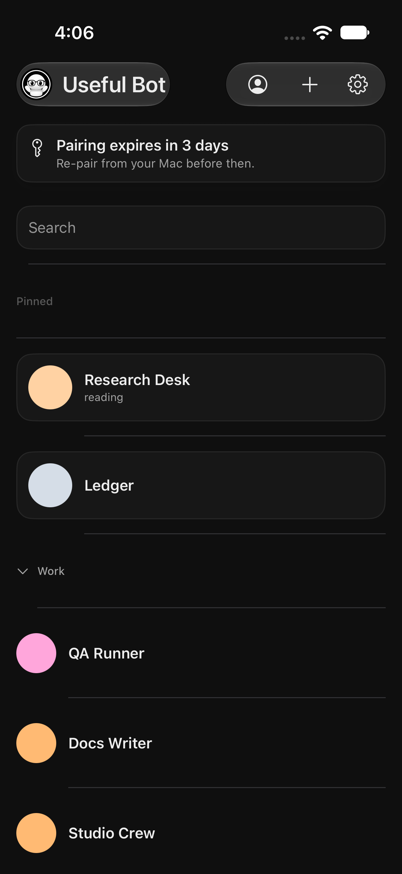 4:06
Useful Bot
Pairing expires in 3 days
Re-pair from your Mac before then.
Search
Pinned
Research Desk
reading
Ledger
Work
QA Runner
Docs Writer
Studio Crew